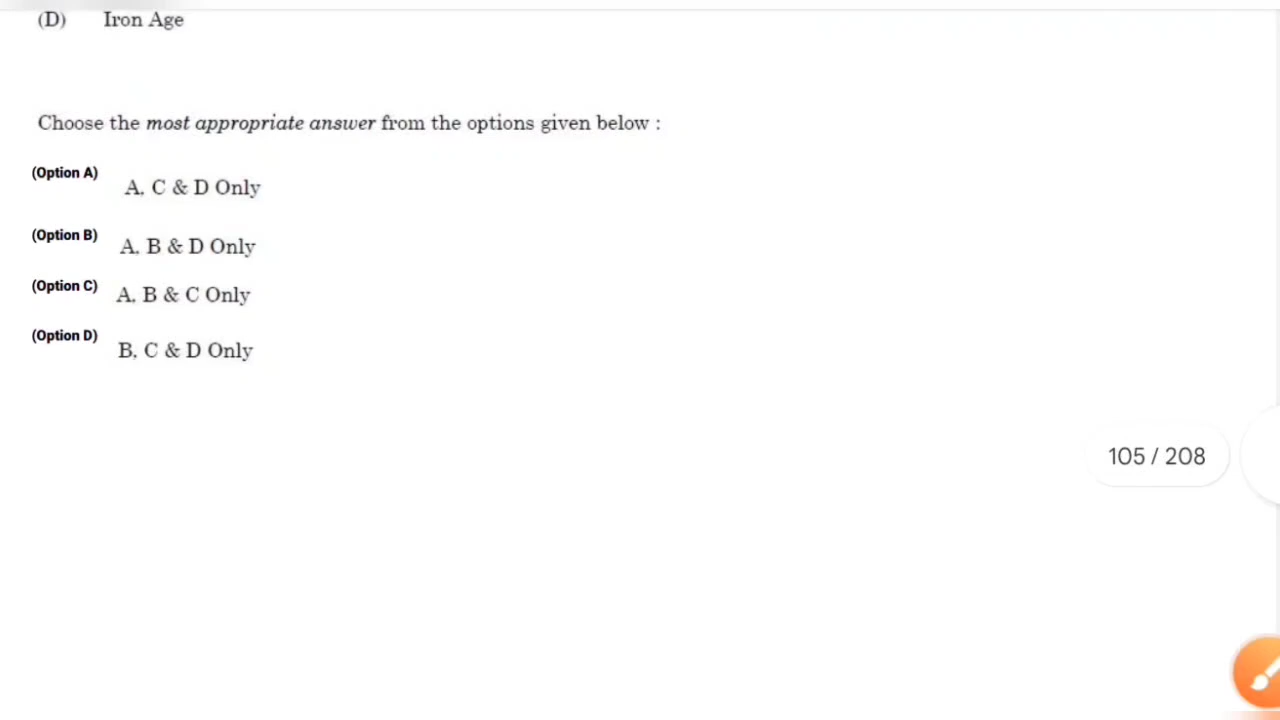 (D) Iron Age
Choose the most appropriate answer from the options given below :
(Option A) A, C & D Only
(Option B) A, B & D Only
(Option C) A, B & C Only
(Option D) B, C & D Only
105 / 208